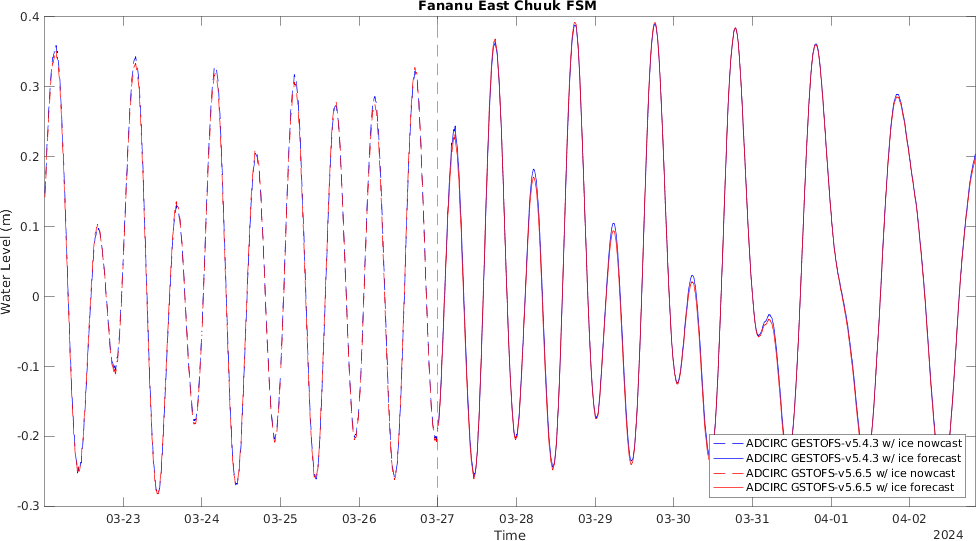 Fananu East Chuuk FSM
0.4
0.3
0.2
0.1
0
-0.1
-0.2
-0.3
Water Level (m)
ADCIRC GESTOFS-v5.4.3 w/ ice nowcast
ADCIRC GESTOFS-v5.4.3 w/ ice forecast
ADCIRC GSTOFS-v5.6.5 w/ ice nowcast
ADCIRC GSTOFS-v5.6.5 w/ ice forecast
03-23 03-24 03-25 03-26 03-27 03-28 03-29 03-30 03-31 04-01 04-02
Time
2024